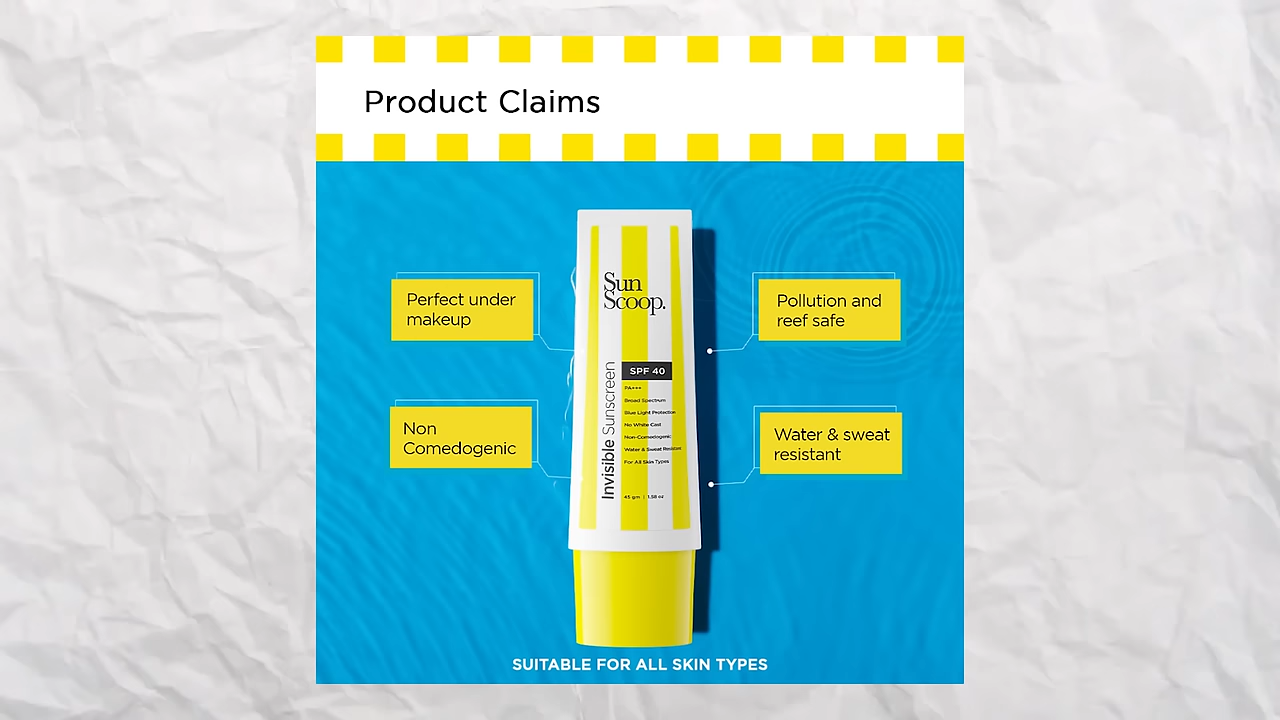 Product Claims
Perfect under
makeup
Non
Comedogenic
Pollution and
reef safe
Water & sweat
resistant
Sun
Scoop.
Invisible Sunscreen
SPF 40
PA+++
Broad Spectrum
Blue Light Protection
No White Cast
Non-Comedogenic
Water & Sweat Resistant
For All Skin Types
45 gm | 1.58 oz
SUITABLE FOR ALL SKIN TYPES